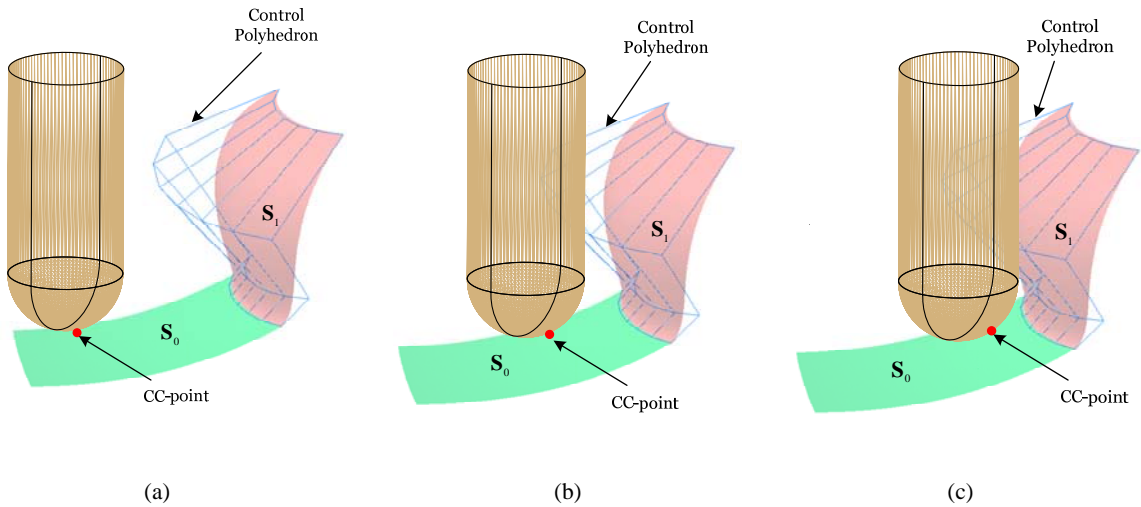 Control
Polyhedron
S1
S0
CC-point
(a)
Control
Polyhedron
S1
S0
CC-point
(b)
Control
Polyhedron
S1
S0
CC-point
(c)